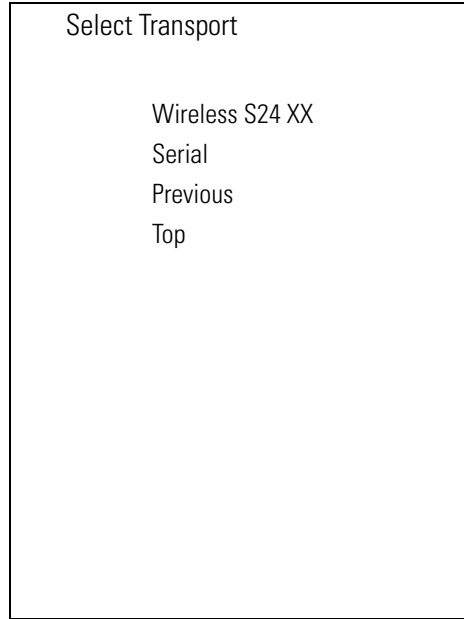 Select Transport
Wireless S24 XX
Serial
Previous
Top